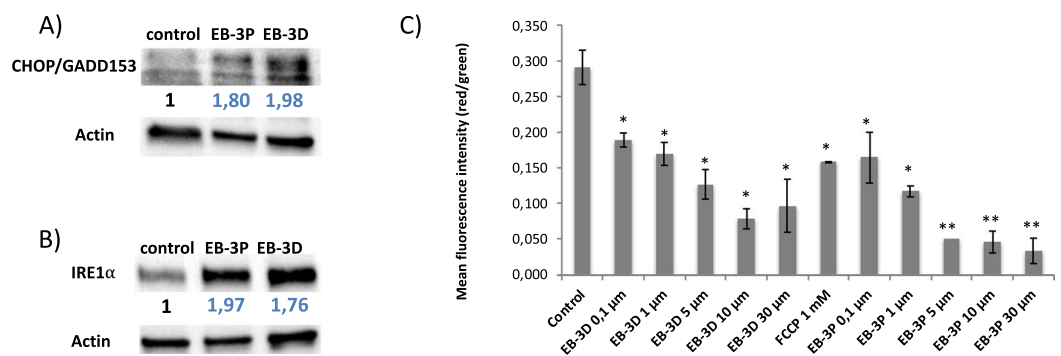 A)
control EB-3P EB-3D
CHOP/GADD153
1 1,80 1,98
Actin
B)
control EB-3P EB-3D
IRE1α
1 1,97 1,76
Actin
C)
Mean fluorescence intensity (red/green)
0,350
0,300
0,250
0,200
0,150
0,100
0,050
0,000
* * * * * * * * ** ** **
Control
EB-3D 0,1 µm
EB-3D 1 µm
EB-3D 5 µm
EB-3D 10 µm
EB-3D 30 µm
FCCP 1 mM
EB-3P 0,1 µm
EB-3P 1 µm
EB-3P 5 µm
EB-3P 10 µm
EB-3P 30 µm